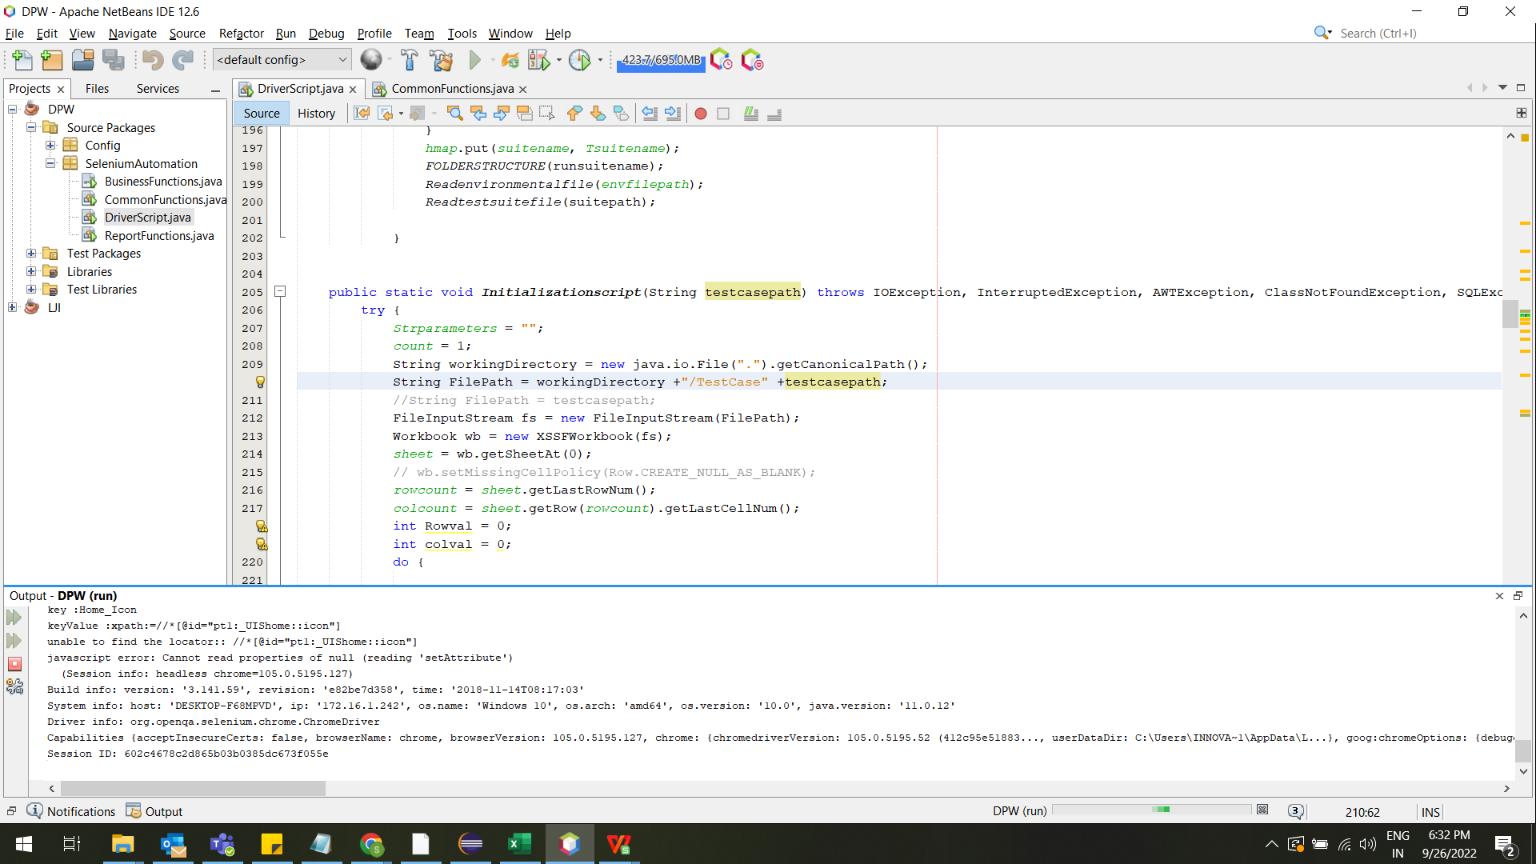 DPW - Apache NetBeans IDE 12.6
File Edit View Navigate Source Refactor Run Debug Profile Team Tools Window Help
Search (Ctrl+I)
<default config>
423.7/695.0MB
Projects Files Services
DriverScript.java CommonFunctions.java
Source History
DPW
Source Packages
Config
SeleniumAutomation
BusinessFunctions.java
CommonFunctions.java
DriverScript.java
ReportFunctions.java
Test Packages
Libraries
Test Libraries
IJI
196 }
197 hmap.put(suitename, Tsuitename);
198 FOLDERSTRUCTURE(runsuitename);
199 Readenvironmentalfile(envfilepath);
200 Readtestsuitefile(suitepath);
201
202 }
203
204
205 public static void Initializationscript(String testcasepath) throws IOException, InterruptedException, AWTException, ClassNotFoundException, SQLExc
206 try {
207 Strparameters = "";
208 count = 1;
209 String workingDirectory = new java.io.File(".").getCanonicalPath();
String FilePath = workingDirectory +"/TestCase" +testcasepath;
211 //String FilePath = testcasepath;
212 FileInputStream fs = new FileInputStream(FilePath);
213 Workbook wb = new XSSFWorkbook(fs);
214 sheet = wb.getSheetAt(0);
215 // wb.setMissingCellPolicy(Row.CREATE_NULL_AS_BLANK);
216 rowcount = sheet.getLastRowNum();
217 colcount = sheet.getRow(rowcount).getLastCellNum();
int Rowval = 0;
int colval = 0;
220 do {
221
Output - DPW (run)
key :Home_Icon
keyValue :xpath:=//*[@id="pt1:_UIShome::icon"]
unable to find the locator:: //*[@id="pt1:_UIShome::icon"]
javascript error: Cannot read properties of null (reading 'setAttribute')
(Session info: headless chrome=105.0.5195.127)
Build info: version: '3.141.59', revision: 'e82be7d358', time: '2018-11-14T08:17:03'
System info: host: 'DESKTOP-F68MPVD', ip: '172.16.1.242', os.name: 'Windows 10', os.arch: 'amd64', os.version: '10.0', java.version: '11.0.12'
Driver info: org.openqa.selenium.chrome.ChromeDriver
Capabilities {acceptInsecureCerts: false, browserName: chrome, browserVersion: 105.0.5195.127, chrome: {chromedriverVersion: 105.0.5195.52 (412c95e51883..., userDataDir: C:\Users\INNOVA~1\AppData\L...}, goog:chromeOptions: {debug
Session ID: 602c4678c2d865b03b0385dc673f055e
Notifications Output DPW (run) 3 210:62 INS
ENG IN 6:32 PM 9/26/2022 2